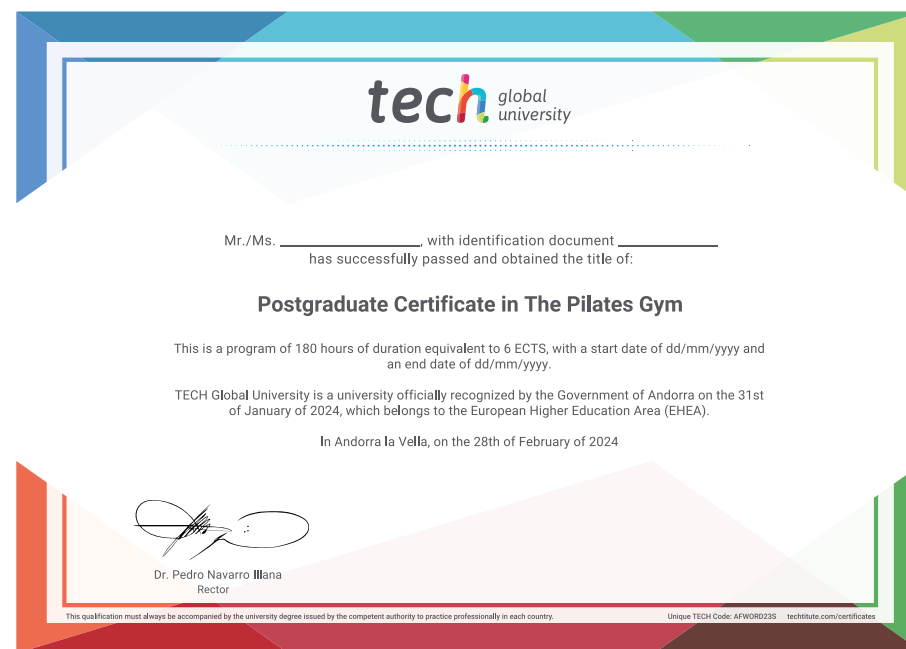 tech global
university
Mr./Ms. ____________, with identification document ____________
has successfully passed and obtained the title of:
Postgraduate Certificate in The Pilates Gym
This is a program of 180 hours of duration equivalent to 6 ECTS, with a start date of dd/mm/yyyy and
an end date of dd/mm/yyyy.
TECH Global University is a university officially recognized by the Government of Andorra on the 31st
of January of 2024, which belongs to the European Higher Education Area (EHEA).
In Andorra la Vella, on the 28th of February of 2024
Dr. Pedro Navarro Illana
Rector
This qualification must always be accompanied by the university degree issued by the competent authority to practice professionally in each country.
Unique TECH Code: AFWORD23S techtitute.com/certificates